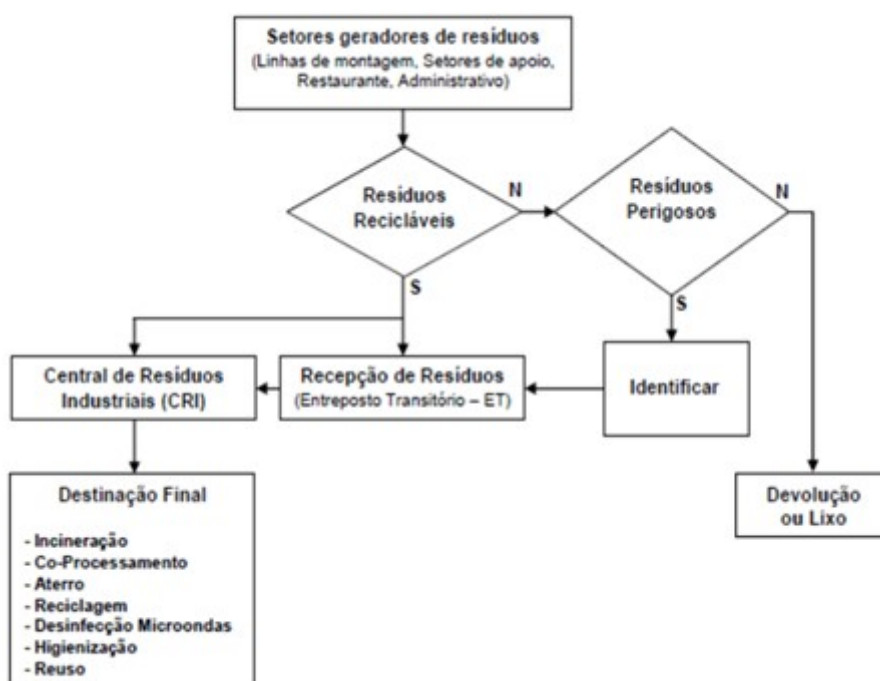 Setores geradores de resíduos
(Linhas de montagem, Setores de apoio,
Restaurante, Administrativo)
Resíduos
Recicláveis
N
Resíduos
Perigosos
N
S
S
Central de Resíduos
Industriais (CRI)
Recepção de Resíduos
(Entreposto Transitório – ET)
Identificar
Destinação Final
- Incineração
- Co-Processamento
- Aterro
- Reciclagem
- Desinfecção Microondas
- Higienização
- Reuso
Devolução
ou Lixo